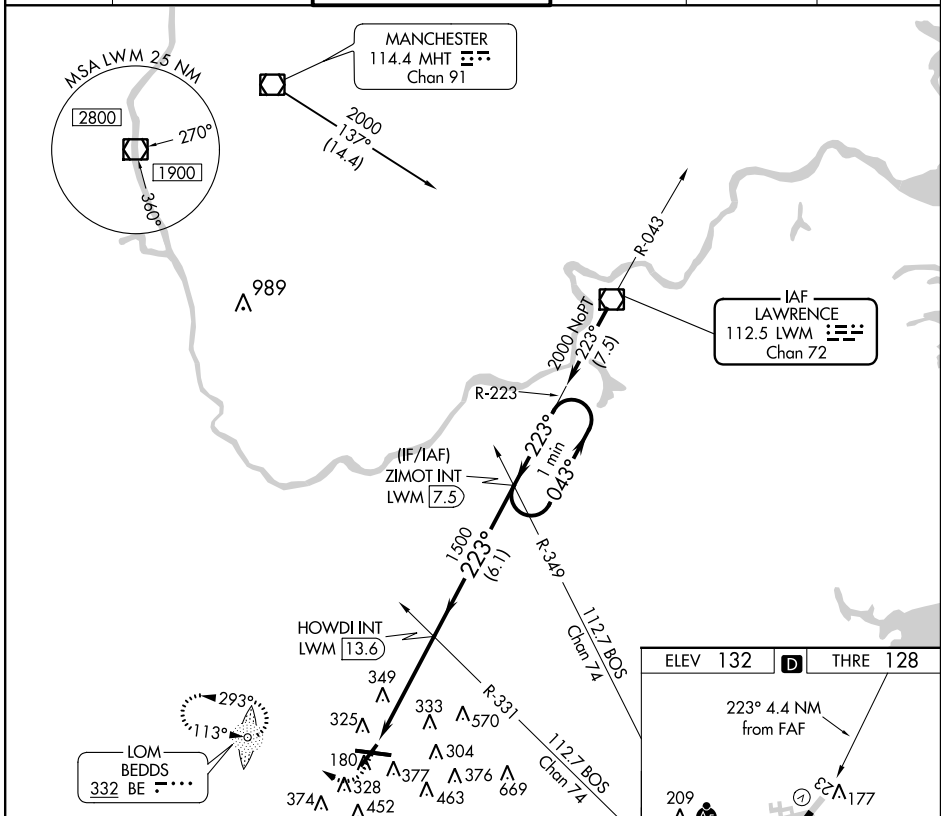 MSA LWM 25 NM
2800
270°
1900
360°
MANCHESTER
114.4 MHT
Chan 91
2000
137°
(14.4)
989
R-043
IAF
LAWRENCE
112.5 LWM
Chan 72
2000 NoPT
223°
(7.5)
R-223
223°
1 min
043°
(IF/IAF)
ZIMOT INT
LWM 7.5
1500
223°
(6.1)
R-349
112.7 BOS
Chan 74
HOWDI INT
LWM 13.6
R-331
112.7 BOS
Chan 74
349
325
333
570
180
304
377
376
669
328
463
374
452
293°
113°
LOM
BEDDS
332 BE
ELEV 132 D THRE 128
223° 4.4 NM
from FAF
23
177
209